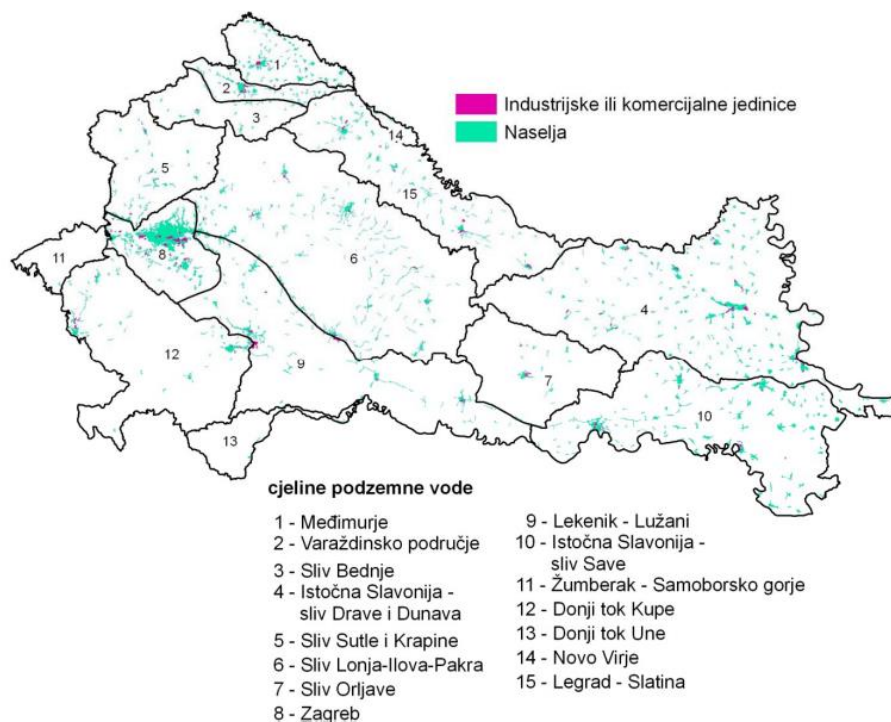 1
2
3
14
Industrijske ili komercijalne jedinice
Naselja
5
15
11
8
6
4
12
9
7
10
13
cjeline podzemne vode
1 - Međimurje
2 - Varaždinsko područje
3 - Sliv Bednje
4 - Istočna Slavonija -
sliv Drave i Dunava
5 - Sliv Sutle i Krapine
6 - Sliv Lonja-Ilova-Pakra
7 - Sliv Orljave
8 - Zagreb
9 - Lekenik - Lužani
10 - Istočna Slavonija -
sliv Save
11 - Žumberak - Samoborsko gorje
12 - Donji tok Kupe
13 - Donji tok Une
14 - Novo Virje
15 - Legrad - Slatina